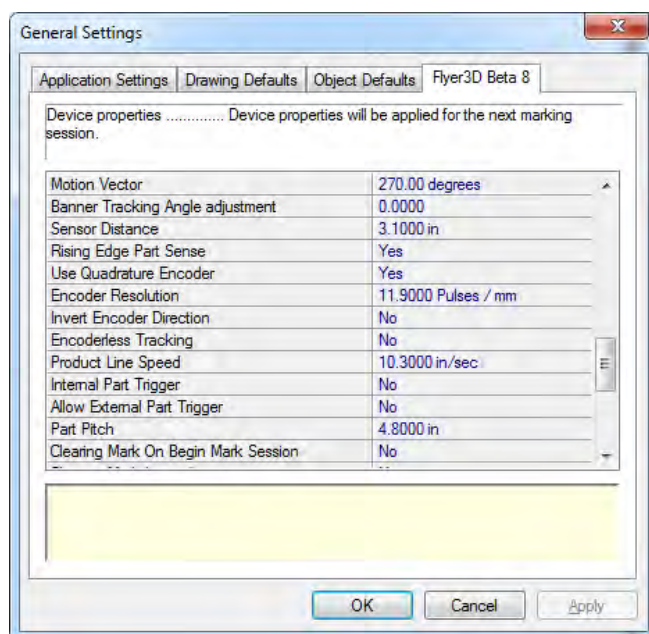 General Settings
Application Settings Drawing Defaults Object Defaults Flyer3D Beta 8
Device properties .............. Device properties will be applied for the next marking
session.
Motion Vector 270.00 degrees
Banner Tracking Angle adjustment 0.0000
Sensor Distance 3.1000 in
Rising Edge Part Sense Yes
Use Quadrature Encoder Yes
Encoder Resolution 11.9000 Pulses / mm
Invert Encoder Direction No
Encoderless Tracking No
Product Line Speed 10.3000 in/sec
Internal Part Trigger No
Allow External Part Trigger No
Part Pitch 4.8000 in
Clearing Mark On Begin Mark Session No
OK Cancel Apply